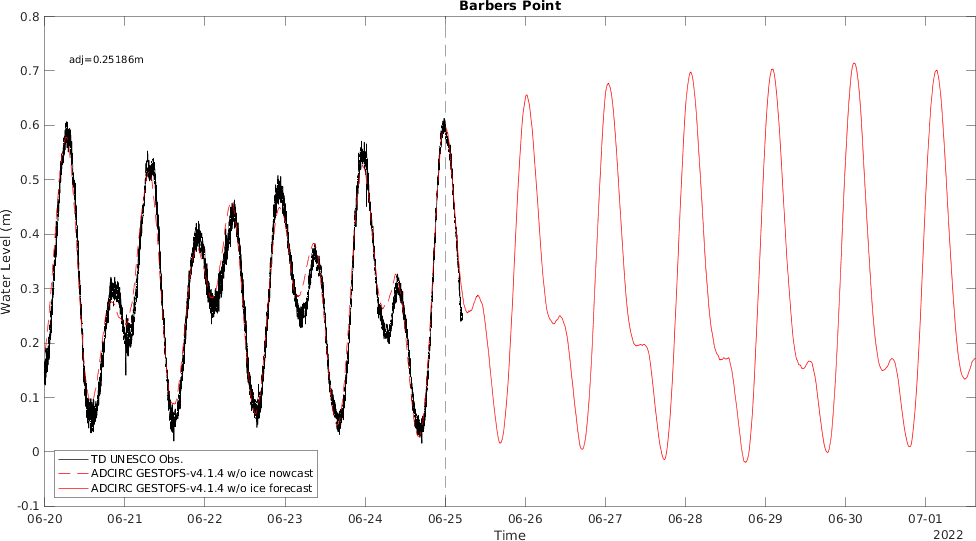 Barbers Point
0.8
0.7
0.6
0.5
0.4
0.3
0.2
0.1
0
-0.1
Water Level (m)
adj=0.25186m
TD UNESCO Obs.
ADCIRC GESTOFS-v4.1.4 w/o ice nowcast
ADCIRC GESTOFS-v4.1.4 w/o ice forecast
06-20 06-21 06-22 06-23 06-24 06-25 06-26 06-27 06-28 06-29 06-30 07-01
Time
2022